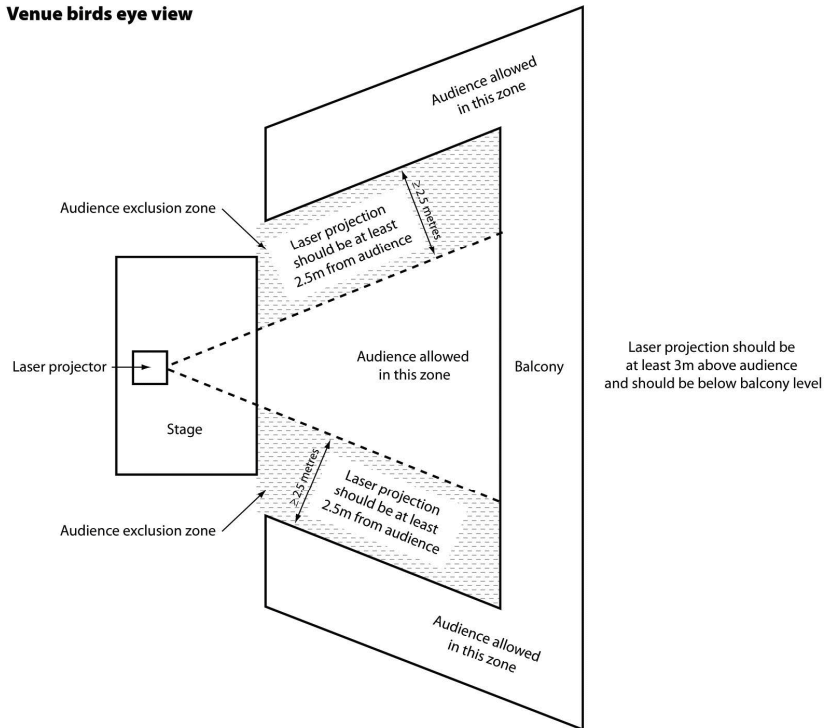 Venue birds eye view
Audience allowed
in this zone
Audience exclusion zone
≥ 2.5 metres
Laser projection
should be at least
2.5m from audience
Laser projector
Audience allowed
in this zone
Balcony
Laser projection should be
at least 3m above audience
and should be below balcony level
Stage
≥ 2.5 metres
Laser projection
should be at least
2.5m from audience
Audience exclusion zone
Audience allowed
in this zone